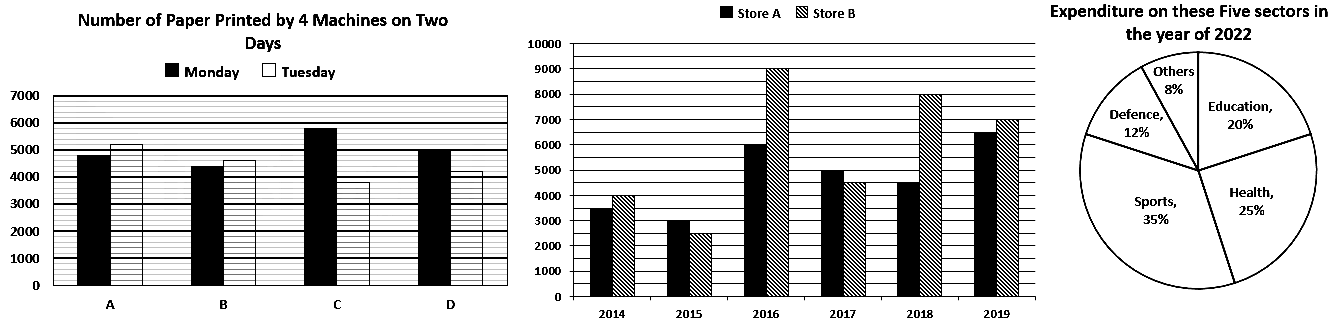 Number of Paper Printed by 4 Machines on Two
Days
Monday Tuesday
7000
6000
5000
4000
3000
2000
1000
0
A B C D
Store A Store B
10000
9000
8000
7000
6000
5000
4000
3000
2000
1000
0
2014 2015 2016 2017 2018 2019
Expenditure on these Five sectors in
the year of 2022
Others
8%
Education,
20%
Defence,
12%
Health,
25%
Sports,
35%